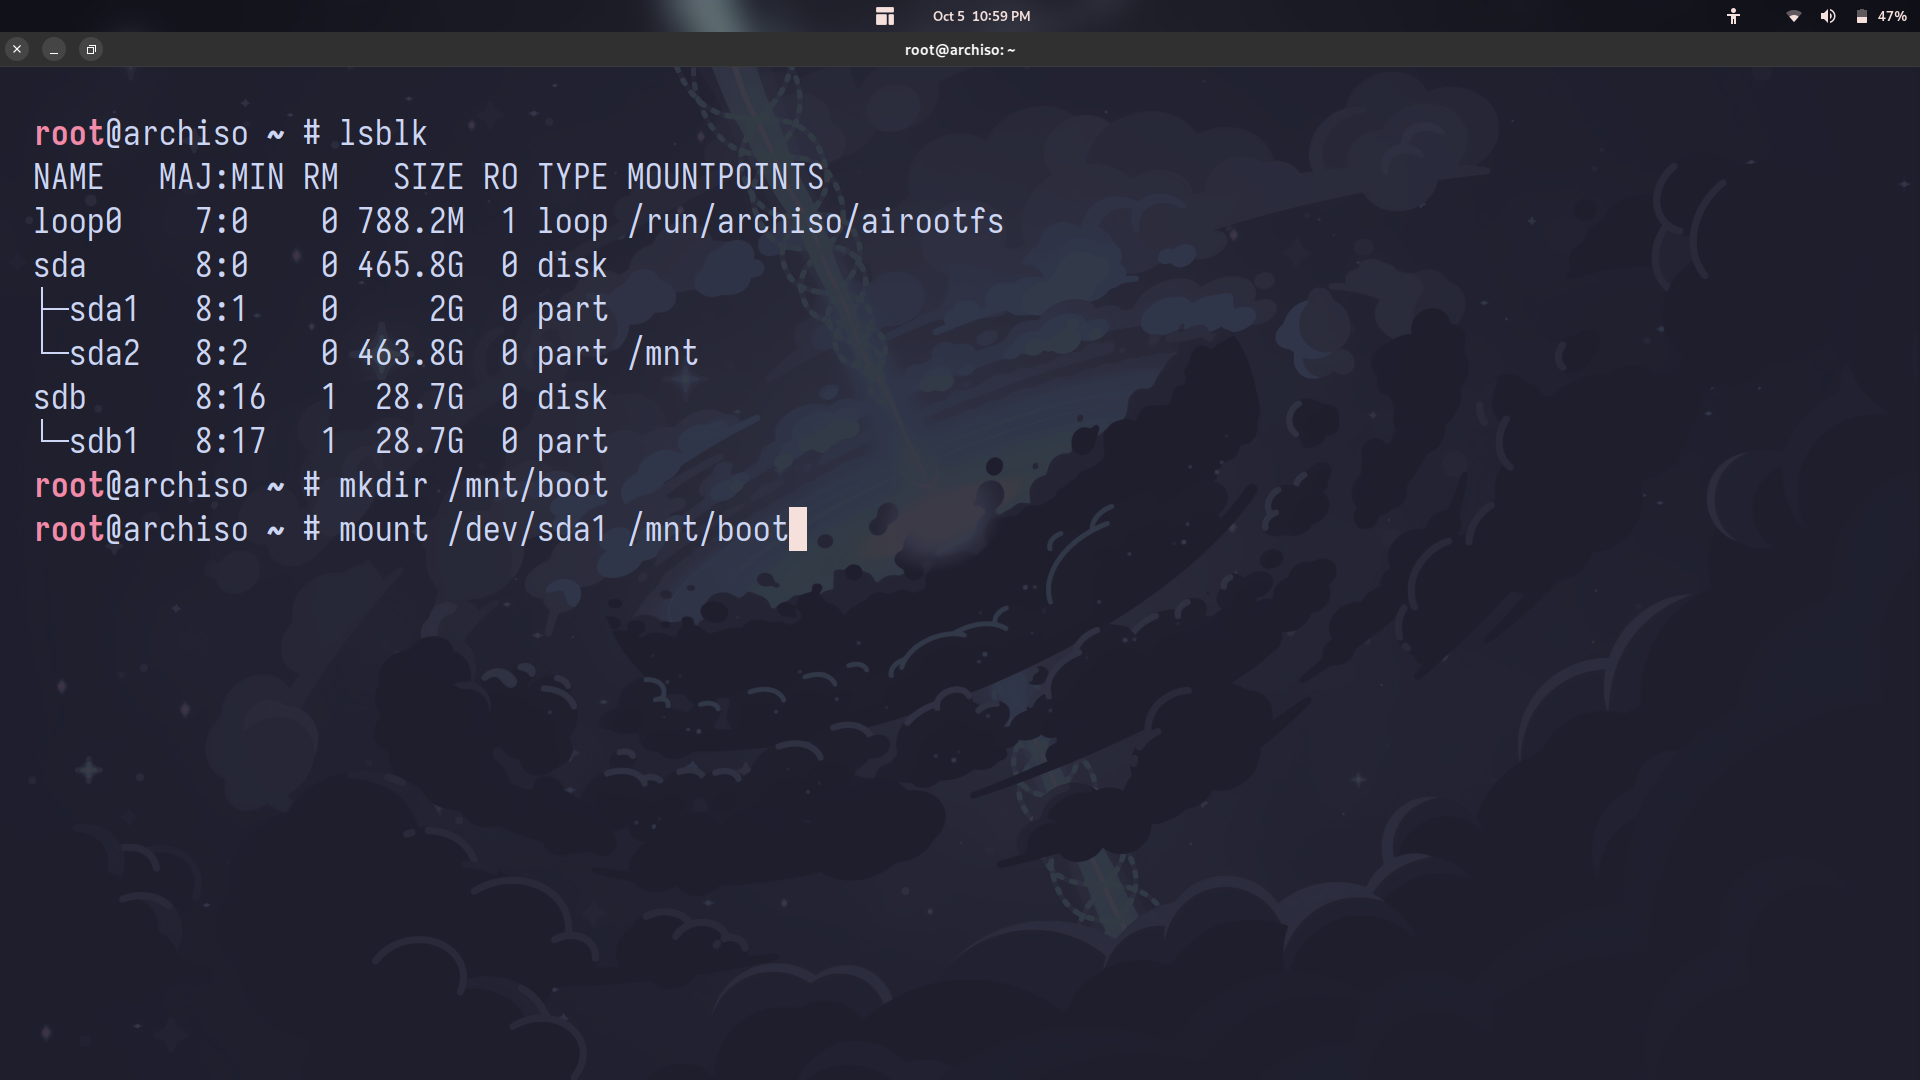 Oct 5 10:59 PM
47%
root@archiso: ~
root@archiso ~ # lsblk
NAME MAJ:MIN RM SIZE RO TYPE MOUNTPOINTS
loop0 7:0 0 788.2M 1 loop /run/archiso/airootfs
sda 8:0 0 465.8G 0 disk
├─sda1 8:1 0 2G 0 part
└─sda2 8:2 0 463.8G 0 part /mnt
sdb 8:16 1 28.7G 0 disk
└─sdb1 8:17 1 28.7G 0 part
root@archiso ~ # mkdir /mnt/boot
root@archiso ~ # mount /dev/sda1 /mnt/boot